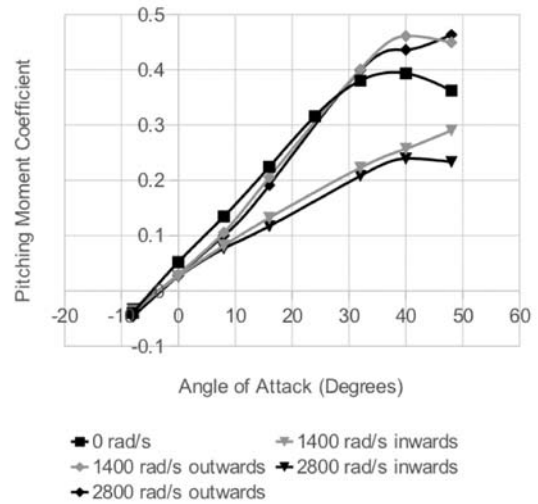 0.5
0.4
0.3
0.2
0.1
0
-0.1
-20
-10
0
10
20
30
40
50
60
Pitching Moment Coefficient
Angle of Attack (Degrees)
0 rad/s
1400 rad/s inwards
1400 rad/s outwards
2800 rad/s inwards
2800 rad/s outwards